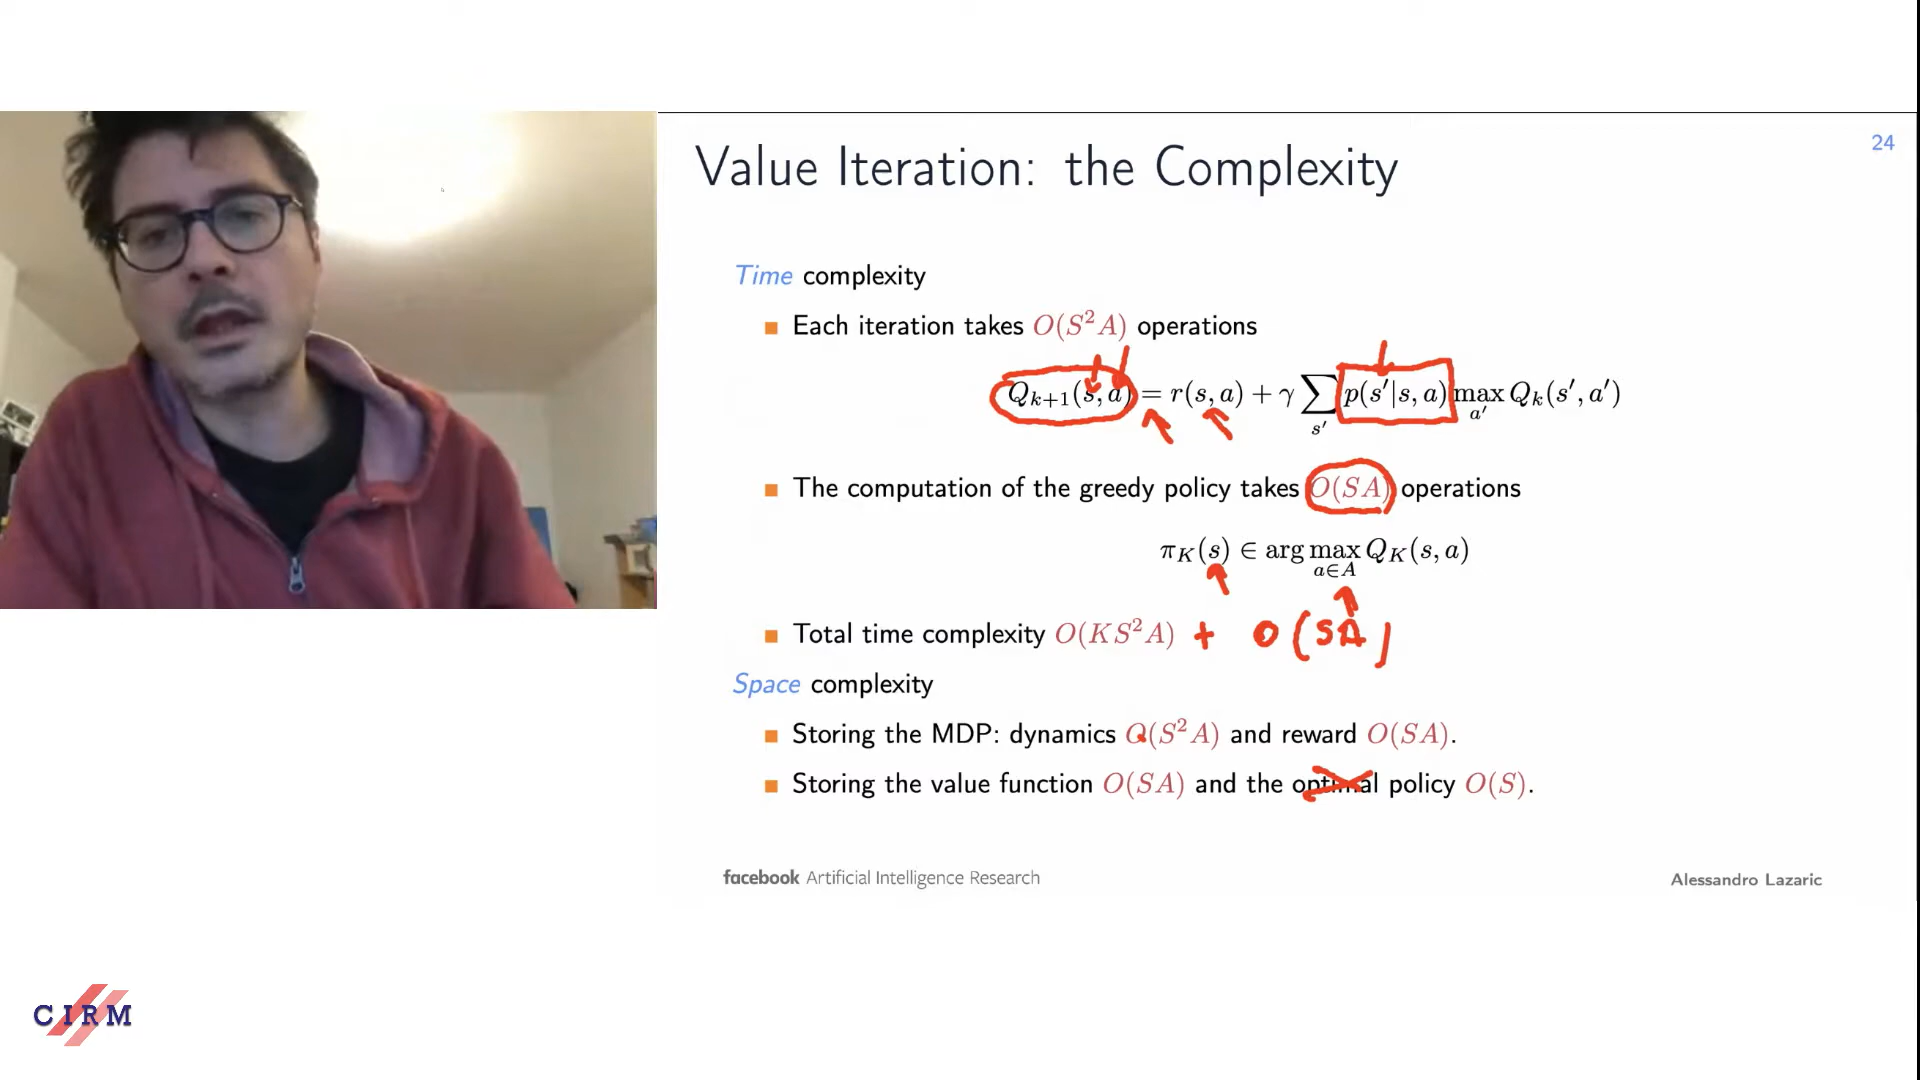 24
Value Iteration: the Complexity
Time complexity
Each iteration takes O(S²A) operations
Q_{k+1}(s, a) = r(s, a) + γ ∑_{s′} p(s′|s, a) max_{a′} Q_k(s′, a′)
The computation of the greedy policy takes O(SA) operations
π_K(s) ∈ arg max_{a∈A} Q_K(s, a)
Total time complexity O(KS²A) + O(SA)
Space complexity
Storing the MDP: dynamics O(S²A) and reward O(SA).
Storing the value function O(SA) and the optimal policy O(S).
facebook Artificial Intelligence Research
Alessandro Lazaric
CIRM